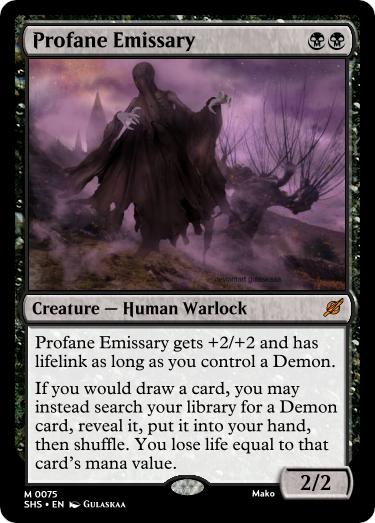 Profane Emissary
deviantart gulaskaaa
Creature — Human Warlock
Profane Emissary gets +2/+2 and has
lifelink as long as you control a Demon.
If you would draw a card, you may
instead search your library for a Demon
card, reveal it, put it into your hand,
then shuffle. You lose life equal to that
card's mana value.
2/2
M 0075
Mako
SHS • EN GULASKAA